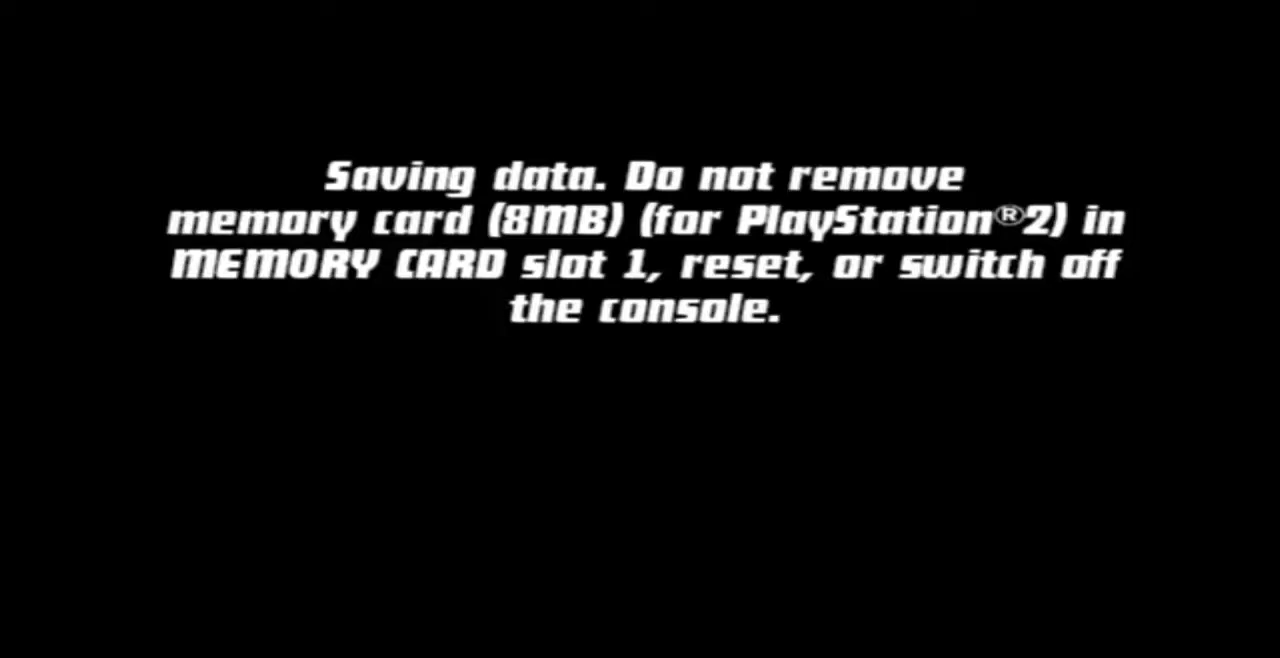 Saving data. Do not remove
memory card (8MB) (for PlayStation®2) in
MEMORY CARD slot 1, reset, or switch off
the console.